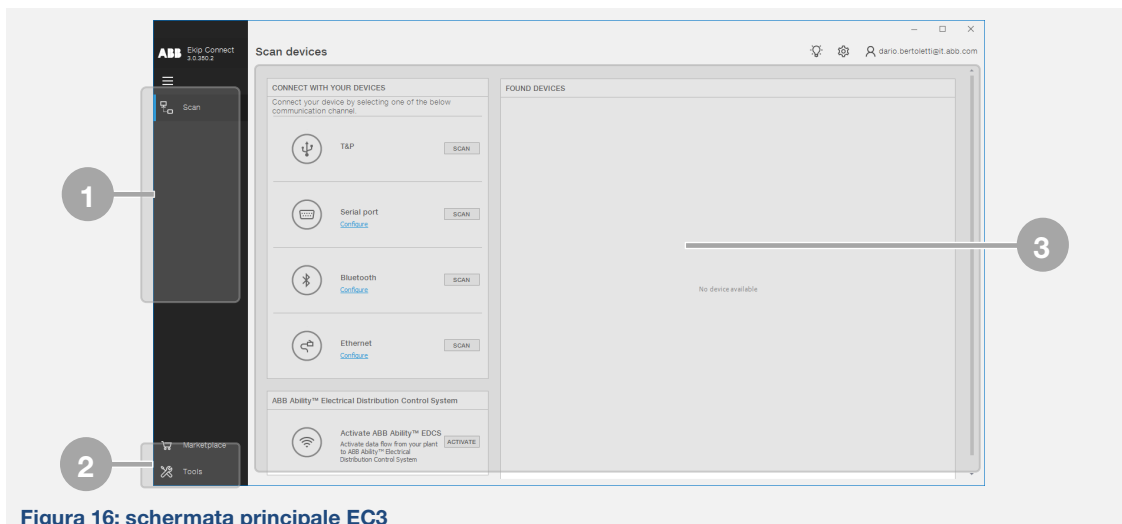 ABB Ekip Connect
3.0.350.2
Scan devices
dario.bertoletti@it.abb.com
Scan
CONNECT WITH YOUR DEVICES
Connect your device by selecting one of the below
communication channel.
T&P
SCAN
Serial port
SCAN
Configure
Bluetooth
SCAN
Configure
Ethernet
SCAN
Configure
ABB Ability™ Electrical Distribution Control System
Activate ABB Ability™ EDCS
ACTIVATE
Activate data flow from your plant
to ABB Ability™ Electrical
Distribution Control System
FOUND DEVICES
No device available
Marketplace
Tools
1
2
3
Figura 16: schermata principale EC3